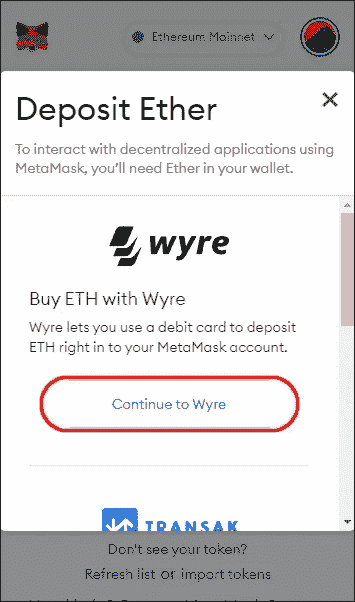 Ethereum Mainnet
Deposit Ether
To interact with decentralized applications using
MetaMask, you'll need Ether in your wallet.
wyre
Buy ETH with Wyre
Wyre lets you use a debit card to deposit
ETH right in to your MetaMask account.
Continue to Wyre
TRANSAK
Don't see your token?
Refresh list or import tokens